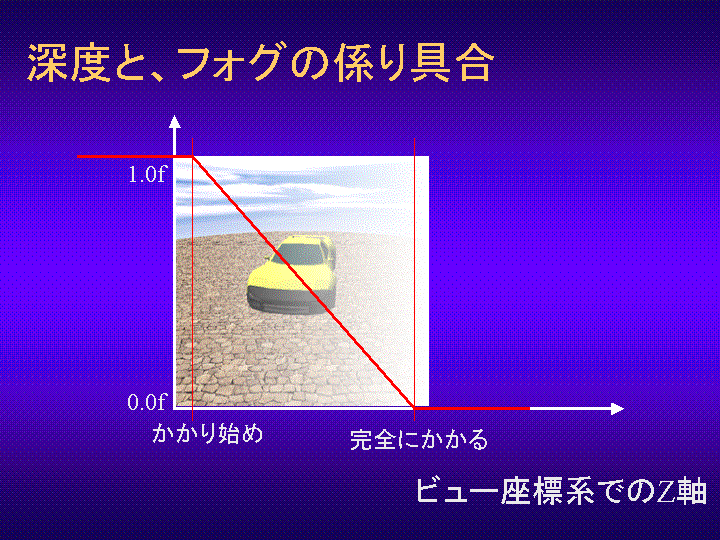 深度と、フォグの係り具合
1.0f
0.0f
かかり始め
完全にかかる
ビュー座標系でのZ軸